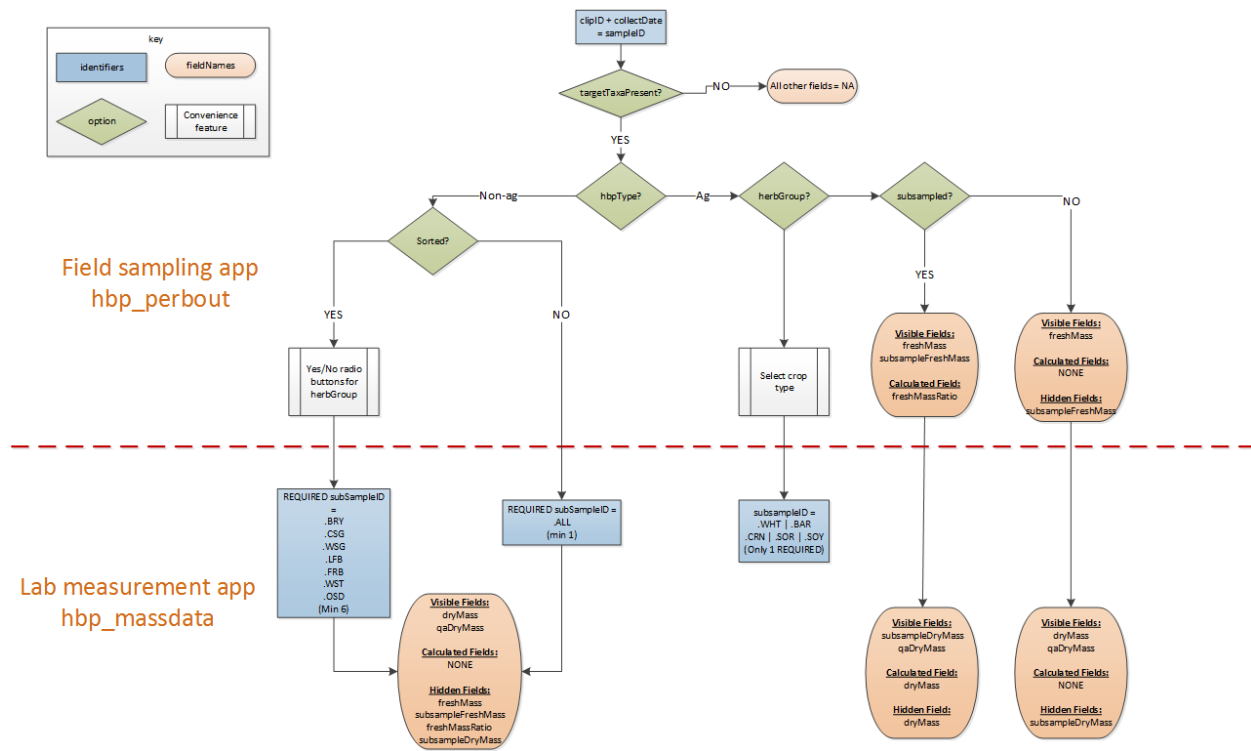 key
identifiers
fieldNames
option
Convenience
feature
clipID + collectDate
= sampleID
targetTaxaPresent?
NO
All other fields = NA
YES
Non-ag
hbpType?
Ag
herbGroup?
subsampled?
NO
Sorted?
Field sampling app
hbp_perbout
YES
NO
YES
Yes/No radio
buttons for
herbGroup
Select crop
type
Visible Fields:
freshMass
subsampleFreshMass
Calculated Field:
freshMassRatio
Visible Fields:
freshMass
Calculated Fields:
NONE
Hidden Fields:
subsampleFreshMass
Lab measurement app
hbp_massdata
REQUIRED subSampleID
=
.BRY
.CSG
.WSG
.LFB
.FRB
.WST
.OSD
(Min 6)
REQUIRED subSampleID =
.ALL
(min 1)
subsampleID =
.WHT | .BAR
.CRN | .SOR | .SOY
(Only 1 REQUIRED)
Visible Fields:
dryMass
qaDryMass
Calculated Fields:
NONE
Hidden Fields:
freshMass
subsampleFreshMass
freshMassRatio
subsampleDryMass
Visible Fields:
subsampleDryMass
qaDryMass
Calculated Field:
dryMass
Hidden Field:
dryMass
Visible Fields:
dryMass
qaDryMass
Calculated Fields:
NONE
Hidden Fields:
subsampleDryMass